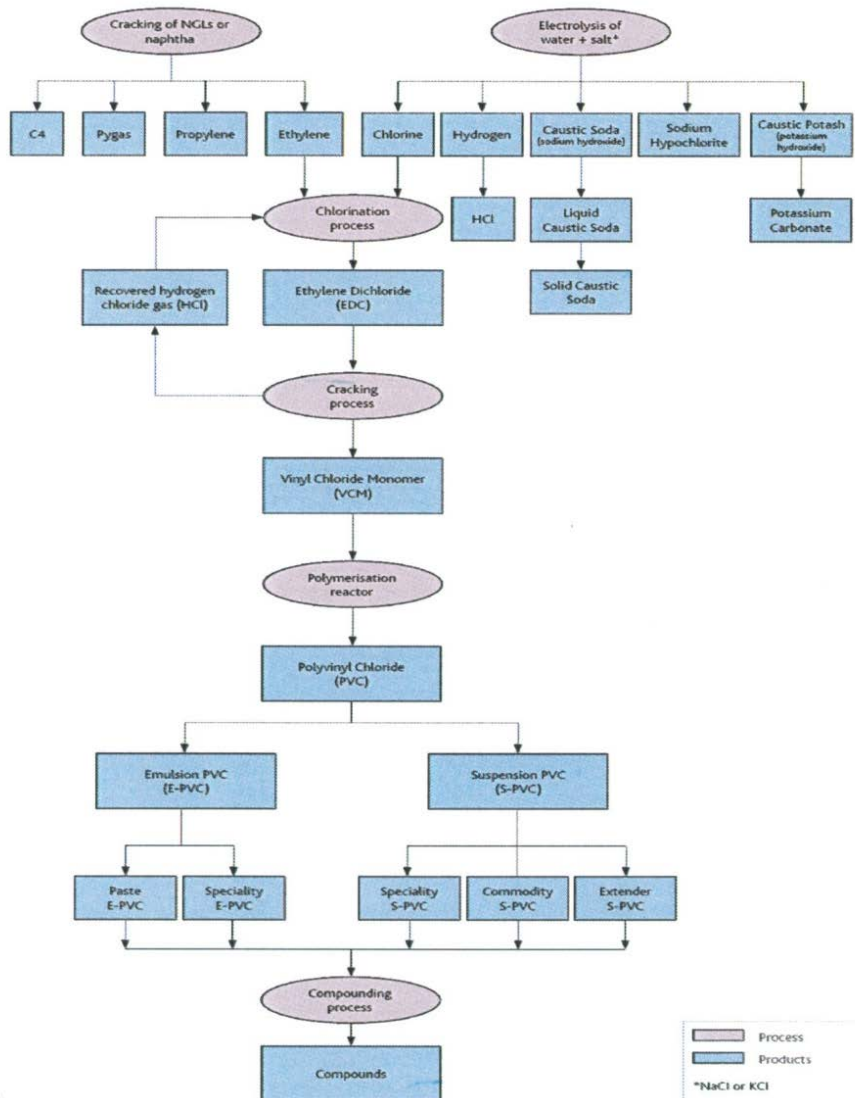 Cracking of NGLs or
naphtha
Electrolysis of
water + salt*
C4
Pygas
Propylene
Ethylene
Chlorine
Hydrogen
Caustic Soda
(sodium hydroxide)
Sodium
Hypochlorite
Caustic Potash
(potassium
hydroxide)
Chlorination
process
HCl
Liquid
Caustic Soda
Potassium
Carbonate
Recovered hydrogen
chloride gas (HCl)
Ethylene Dichloride
(EDC)
Solid Caustic
Soda
Cracking
process
Vinyl Chloride Monomer
(VCM)
Polymerisation
reactor
Polyvinyl Chloride
(PVC)
Emulsion PVC
(E-PVC)
Suspension PVC
(S-PVC)
Paste
E-PVC
Speciality
E-PVC
Speciality
S-PVC
Commodity
S-PVC
Extender
S-PVC
Compounding
process
Compounds
Process
Products
*NaCl or KCl